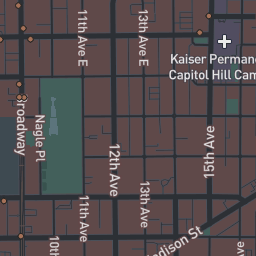 11th Ave E
13th Ave E
Kaiser Permane
Capitol Hill Cam
Broadway
Nagle Pl
12th Ave
13th Ave
15th Ave
11th Ave
10th
adison St